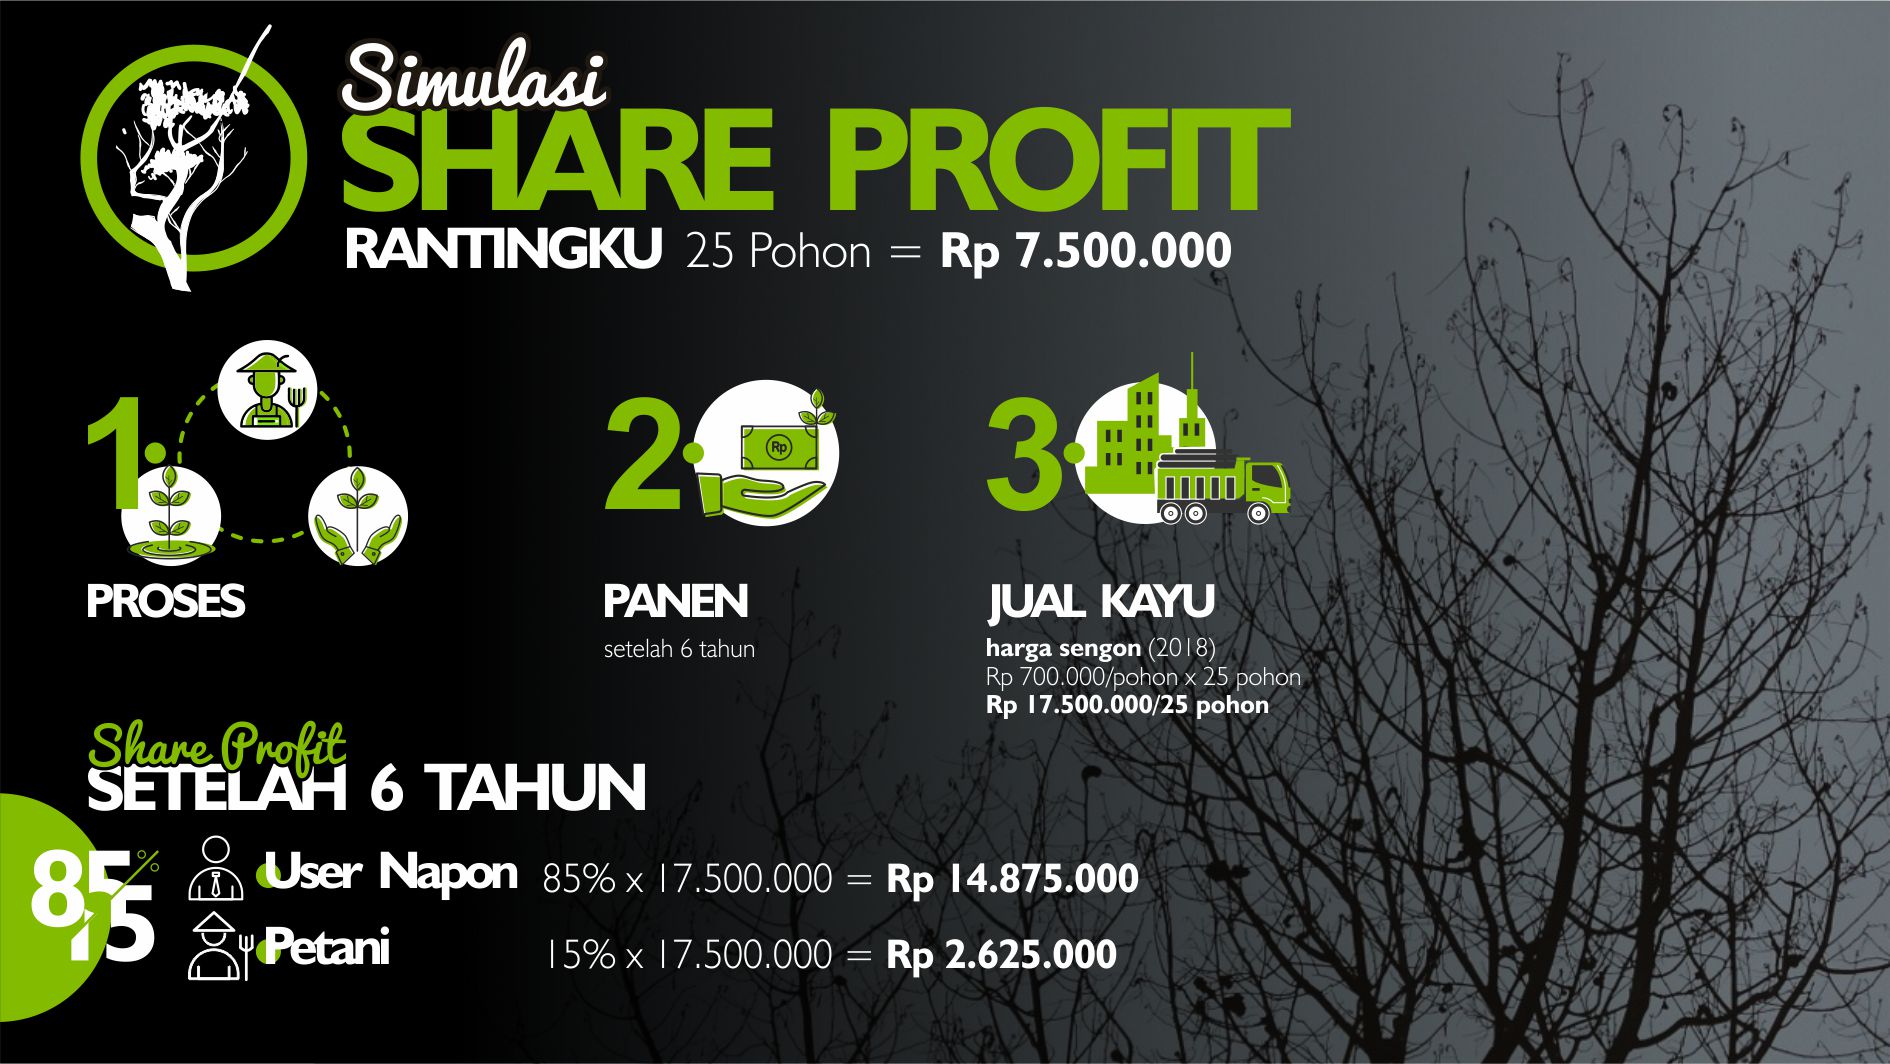 Simulasi
SHARE PROFIT
RANTINGKU 25 Pohon = Rp 7.500.000
1.
PROSES
2.
Rp
PANEN
setelah 6 tahun
3.
JUAL KAYU
harga sengon (2018)
Rp 700.000/pohon x 25 pohon
Rp 17.500.000/25 pohon
Share Profit
SETELAH 6 TAHUN
85%
15
User Napon 85% x 17.500.000 = Rp 14.875.000
Petani 15% x 17.500.000 = Rp 2.625.000